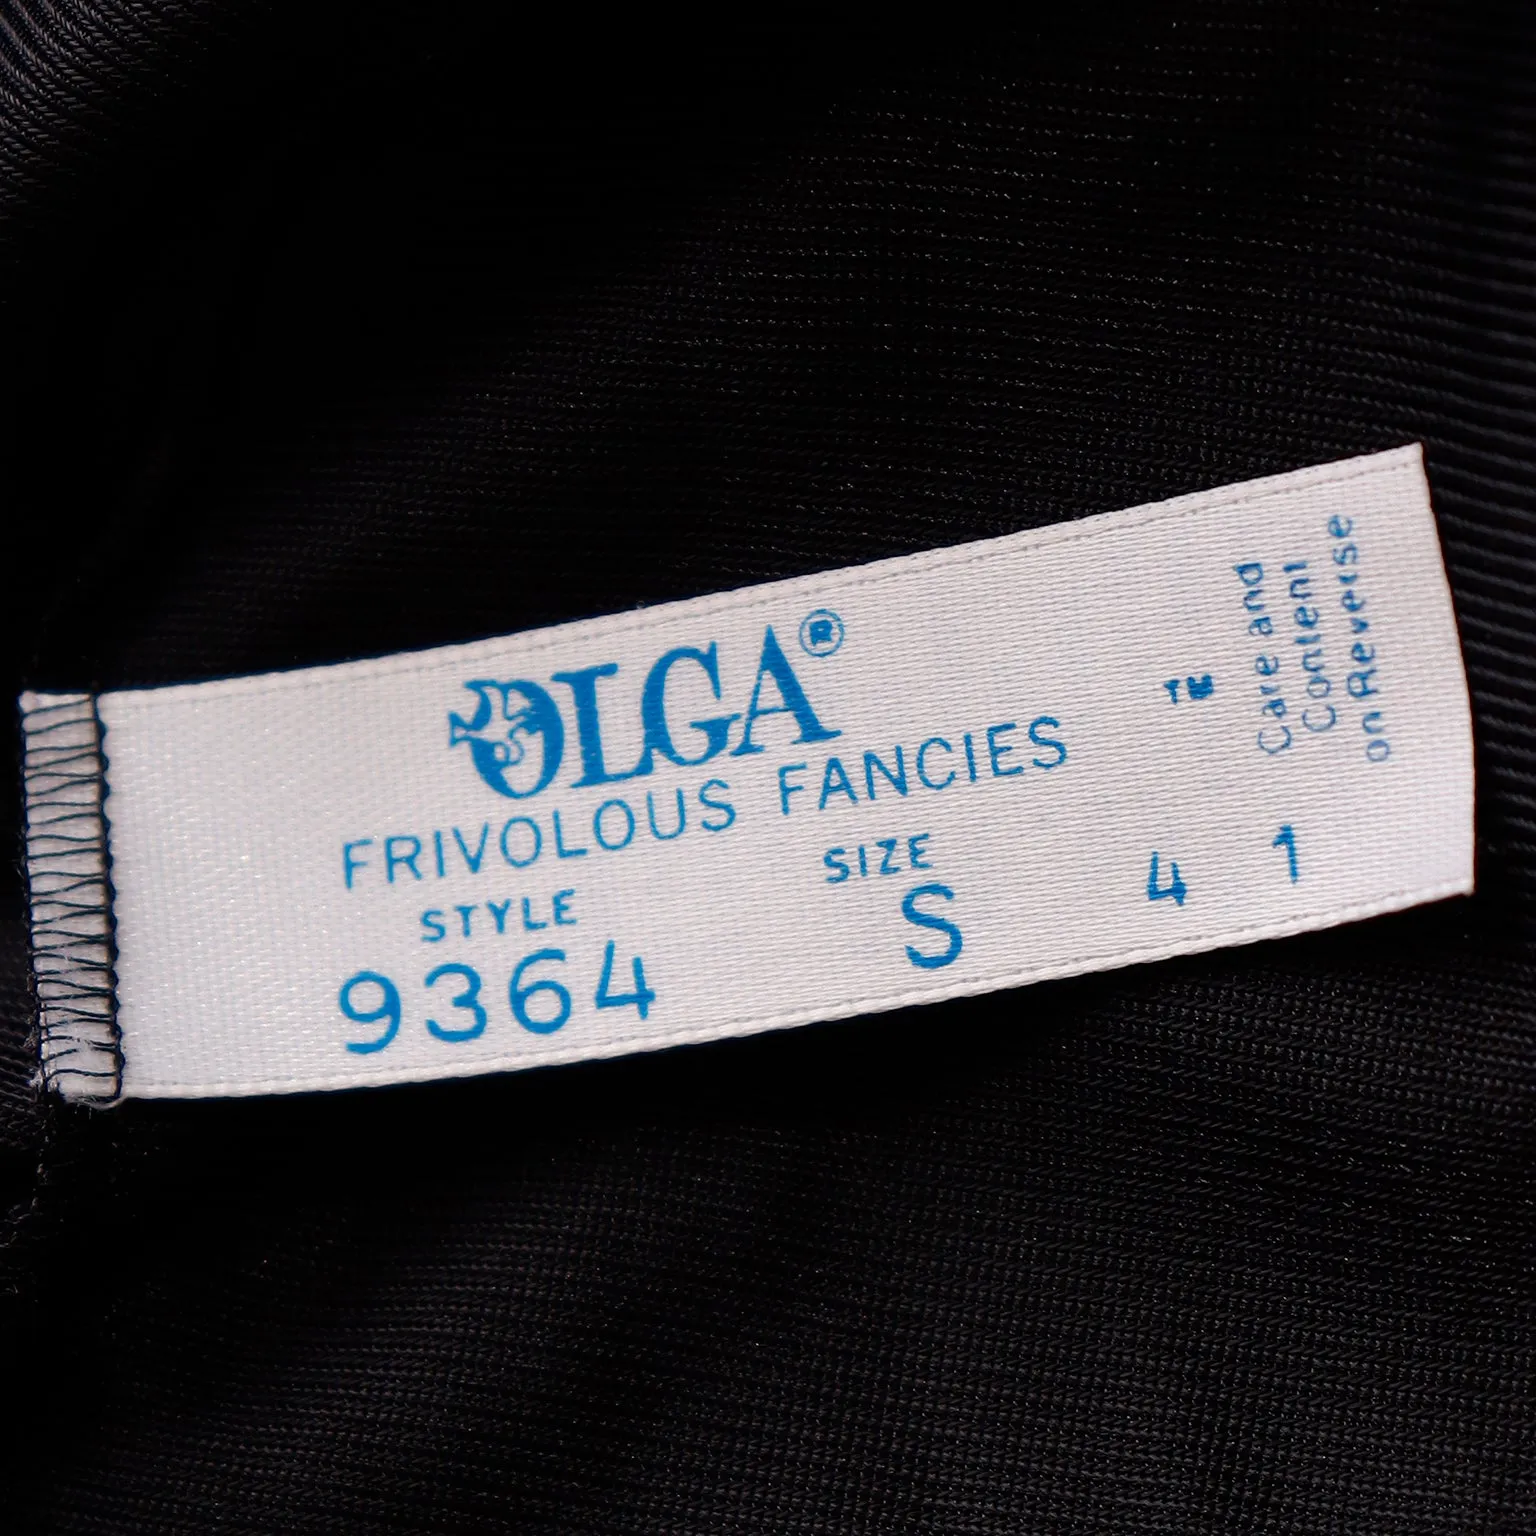 OLGA®
FRIVOLOUS FANCIES ™
STYLE SIZE
9364 S 4 1
Care and
Content
on Reverse